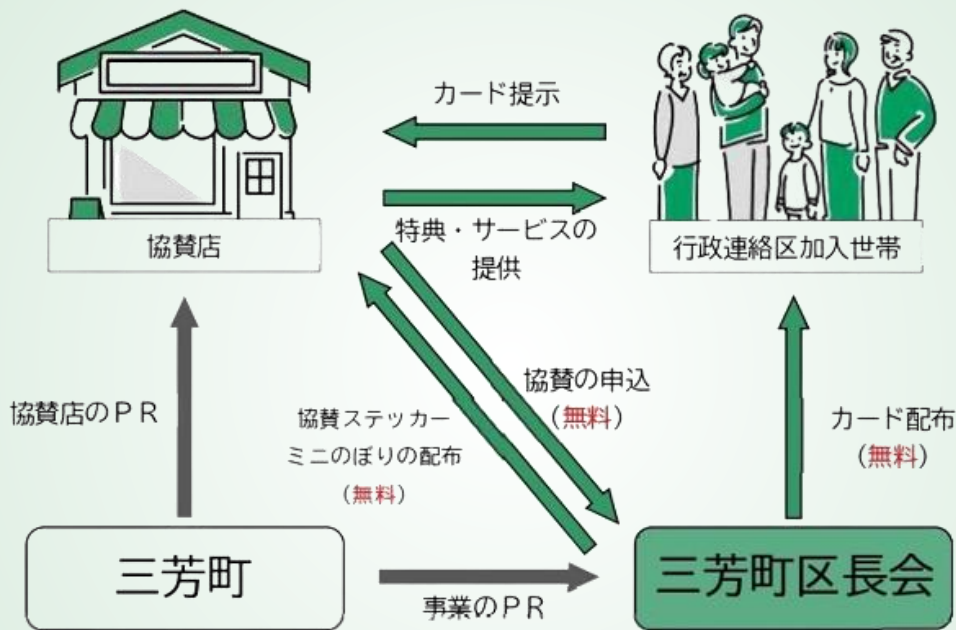 カード提示
特典・サービスの
提供
協賛店
行政連絡区加入世帯
協賛店のＰＲ
協賛ステッカー
ミニのぼりの配布
（無料）
協賛の申込
（無料）
カード配布
（無料）
三芳町
事業のＰＲ
三芳町区長会